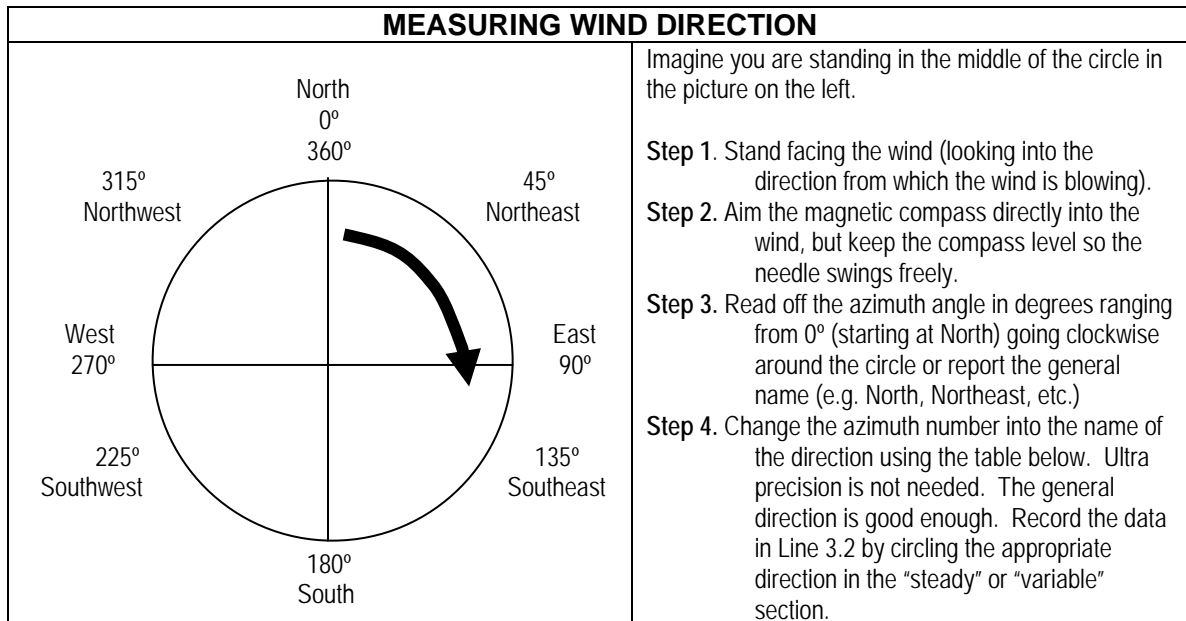 MEASURING WIND DIRECTION
North
0º
360º
315º
Northwest
45º
Northeast
West
270º
East
90º
225º
Southwest
135º
Southeast
180º
South
Imagine you are standing in the middle of the circle in
the picture on the left.
Step 1. Stand facing the wind (looking into the
direction from which the wind is blowing).
Step 2. Aim the magnetic compass directly into the
wind, but keep the compass level so the
needle swings freely.
Step 3. Read off the azimuth angle in degrees ranging
from 0º (starting at North) going clockwise
around the circle or report the general
name (e.g. North, Northeast, etc.)
Step 4. Change the azimuth number into the name of
the direction using the table below.  Ultra
precision is not needed.  The general
direction is good enough.  Record the data
in Line 3.2 by circling the appropriate
direction in the “steady” or “variable”
section.